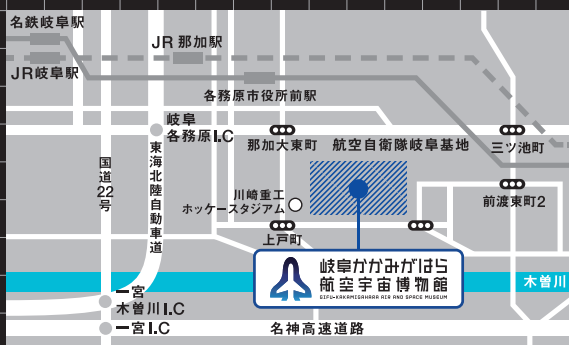 名鉄岐阜駅
JR 那加駅
JR岐阜駅
各務原市役所前駅
岐阜
各務原I.C
那加大東町
航空自衛隊岐阜基地
三ツ池町
国道22号
東海北陸自動車道
川崎重工
ホッケースタジアム
前渡東町2
上戸町
岐阜かかみがはら
航空宇宙博物館
GIFU-KAKAMIGAHARA AIR AND SPACE MUSEUM
木曽川
一宮
木曽川I.C
一宮I.C
名神高速道路